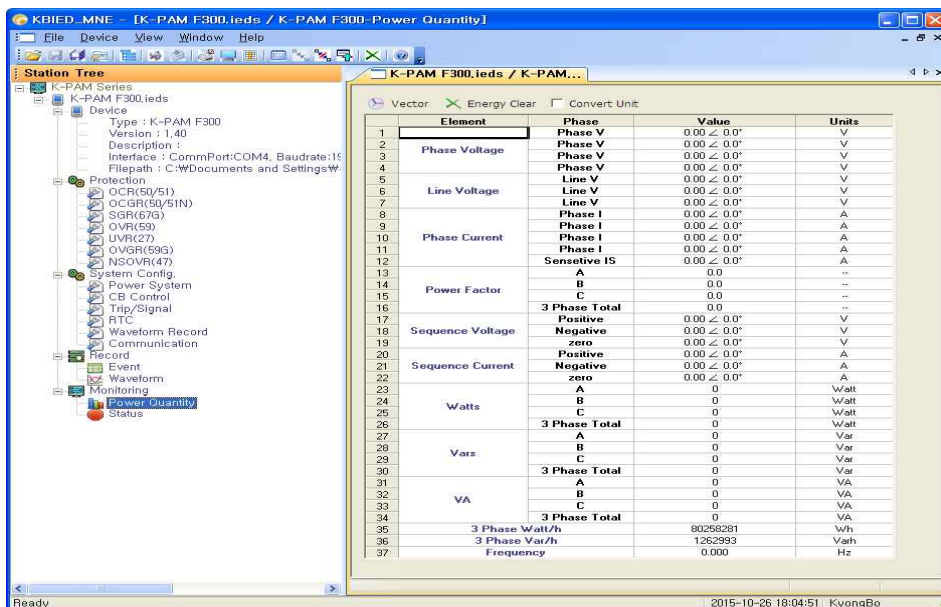 KBIED_MNE - [K-PAM F300.ieds / K-PAM F300-Power Quantity]
File Device View Window Help
Station Tree
K-PAM Series
K-PAM F300.ieds
Device
Type : K-PAM F300
Version : 1.40
Description :
Interface : CommPort:COM4, Baudrate:19
Filepath : C:₩Documents and Settings₩
Protection
OCR(50/51)
OCGR(50/51N)
SGR(67G)
OVR(59)
UVR(27)
OVGR(59G)
NSOVR(47)
System Config.
Power System
CB Control
Trip/Signal
RTC
Waveform Record
Communication
Record
Event
Waveform
Monitoring
Power Quantity
Status
K-PAM F300.ieds / K-PAM...
Vector Energy Clear Convert Unit
Element Phase Value Units
1 Phase V 0.00 ∠ 0.0° V
2 Phase Voltage Phase V 0.00 ∠ 0.0° V
3 Phase V 0.00 ∠ 0.0° V
4 Phase V 0.00 ∠ 0.0° V
5 Line V 0.00 ∠ 0.0° V
6 Line Voltage Line V 0.00 ∠ 0.0° V
7 Line V 0.00 ∠ 0.0° V
8 Phase I 0.00 ∠ 0.0° A
9 Phase I 0.00 ∠ 0.0° A
10 Phase Current Phase I 0.00 ∠ 0.0° A
11 Phase I 0.00 ∠ 0.0° A
12 Sensetive IS 0.00 ∠ 0.0° A
13 A 0.0 --
14 Power Factor B 0.0 --
15 C 0.0 --
16 3 Phase Total 0.0 --
17 Positive 0.00 ∠ 0.0° V
18 Sequence Voltage Negative 0.00 ∠ 0.0° V
19 zero 0.00 ∠ 0.0° V
20 Positive 0.00 ∠ 0.0° A
21 Sequence Current Negative 0.00 ∠ 0.0° A
22 zero 0.00 ∠ 0.0° A
23 A 0 Watt
24 Watts B 0 Watt
25 C 0 Watt
26 3 Phase Total 0 Watt
27 A 0 Var
28 Vars B 0 Var
29 C 0 Var
30 3 Phase Total 0 Var
31 A 0 VA
32 VA B 0 VA
33 C 0 VA
34 3 Phase Total 0 VA
35 3 Phase Watt/h 80258281 Wh
36 3 Phase Var/h 1262993 Varh
37 Frequency 0.000 Hz
Ready 2015-10-26 18:04:51 KyongBo